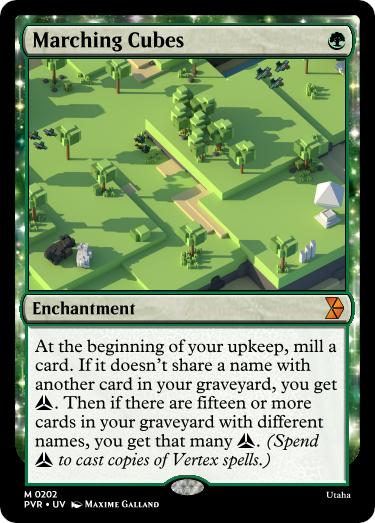 Marching Cubes
Enchantment
At the beginning of your upkeep, mill a
card. If it doesn't share a name with
another card in your graveyard, you get
. Then if there are fifteen or more
cards in your graveyard with different
names, you get that many . (Spend
to cast copies of Vertex spells.)
M 0202
PVR • UV Maxime Galland
Utaha